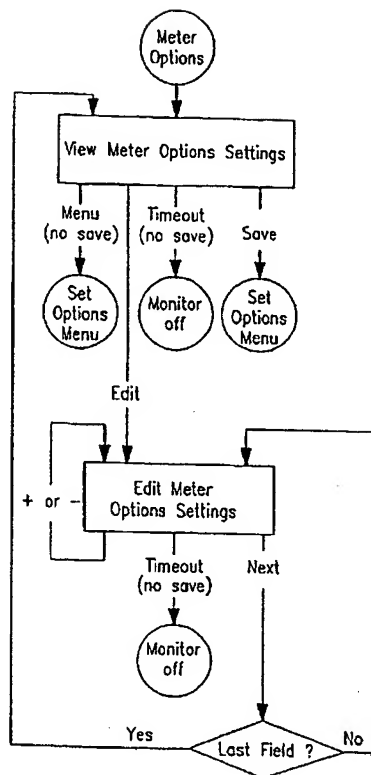 Meter
Options
View Meter Options Settings
Menu
(no save)
Timeout
(no save)
Save
Set
Options
Menu
Monitor
off
Set
Options
Menu
Edit
+ or -
Edit Meter
Options Settings
Timeout
(no save)
Next
Monitor
off
Yes
Last Field ?
No